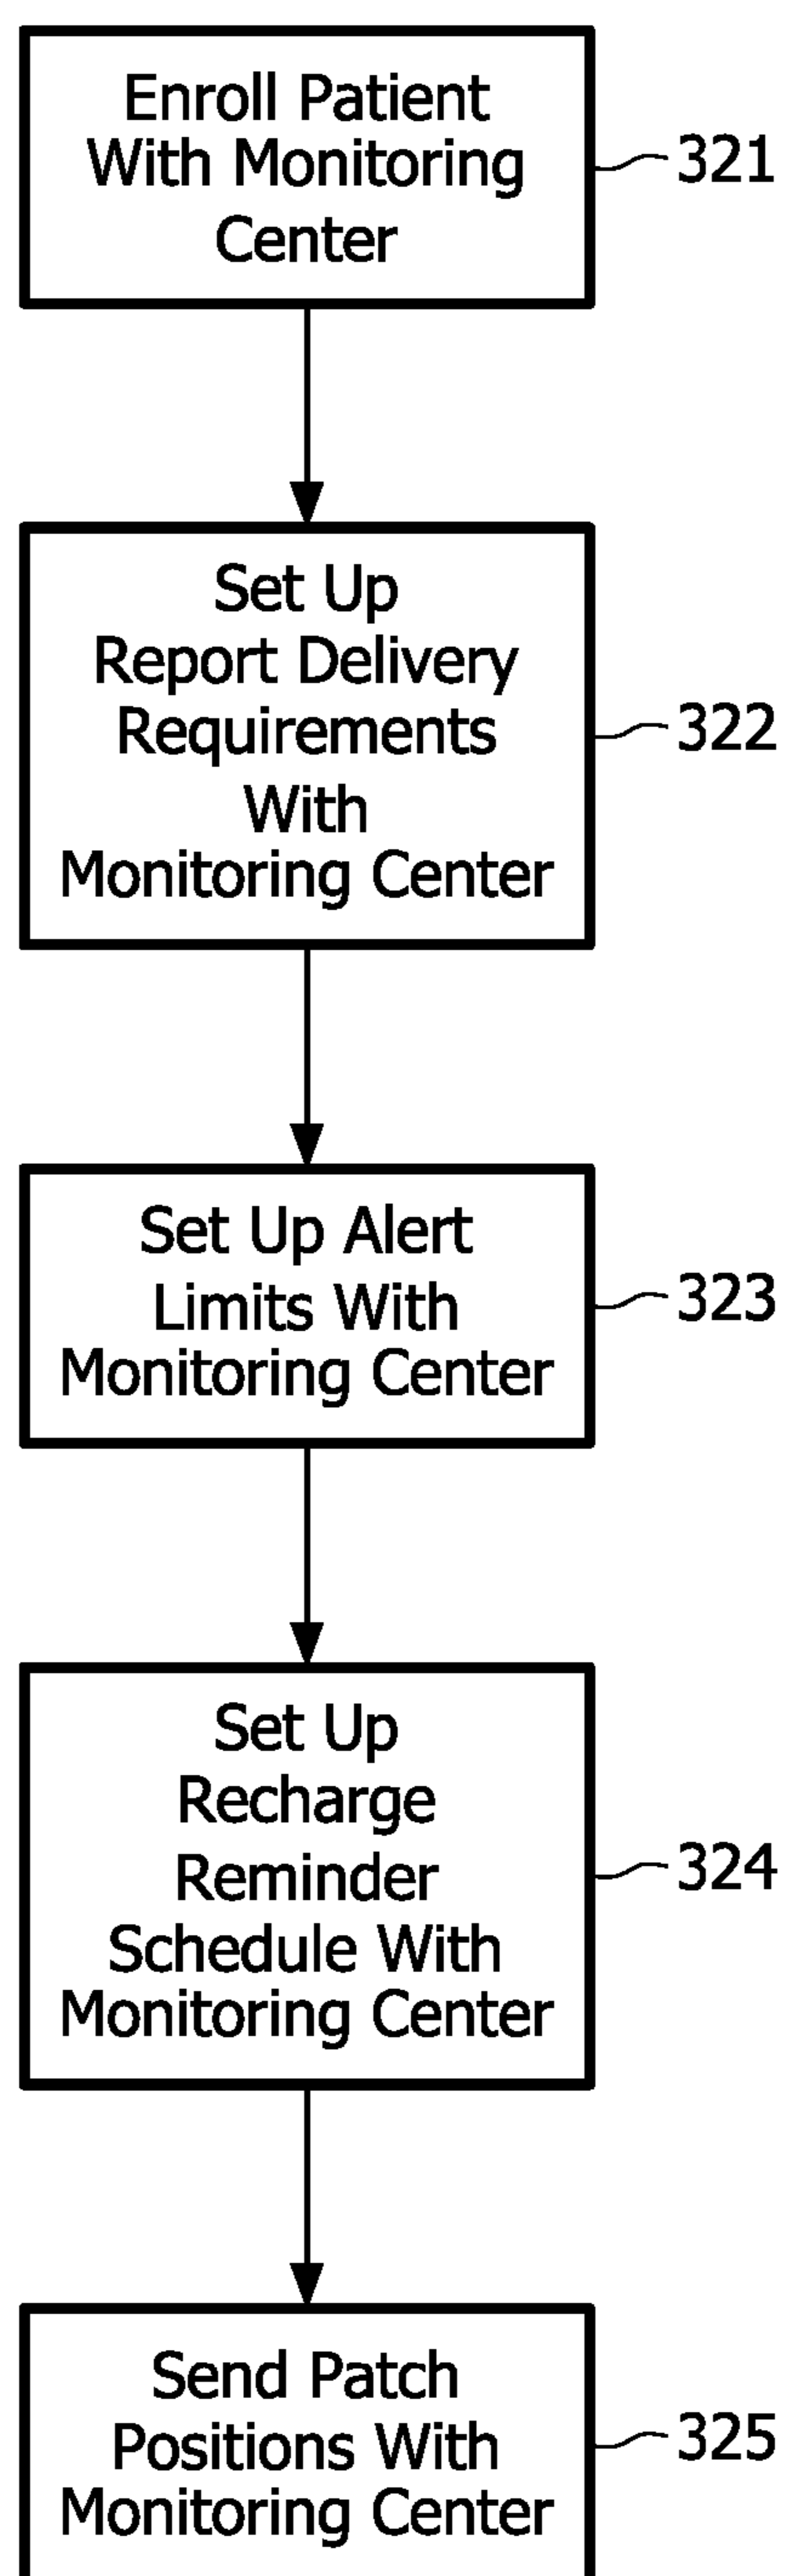 Enroll Patient
With Monitoring
Center
321
Set Up
Report Delivery
Requirements
With
Monitoring Center
322
Set Up Alert
Limits With
Monitoring Center
323
Set Up
Recharge
Reminder
Schedule With
Monitoring Center
324
Send Patch
Positions With
Monitoring Center
325